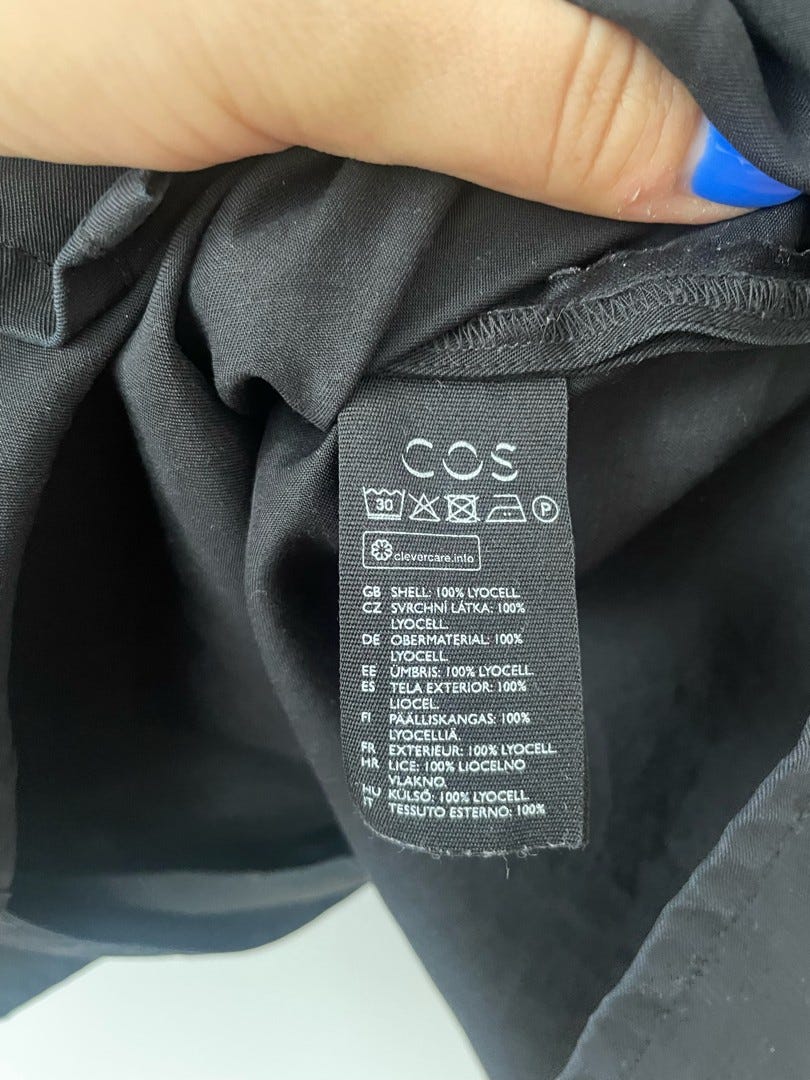 COS
30 P
clevercare.info
GB SHELL: 100% LYOCELL.
CZ SVRCHNÍ LÁTKA: 100%
LYOCELL.
DE OBERMATERIAL: 100%
LYOCELL.
EE ÜMBRIS: 100% LYOCELL.
ES TELA EXTERIOR: 100%
LIOCEL.
FI PÄÄLLISKANGAS: 100%
LYOCELLIÄ.
FR EXTERIEUR: 100% LYOCELL.
HR LICE: 100% LIOCELNO
VLAKNO.
HU KÜLSŐ: 100% LYOCELL.
IT TESSUTO ESTERNO: 100%